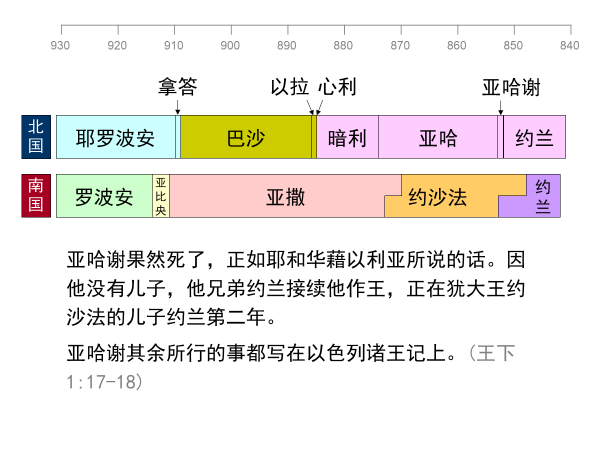 930 920 910 900 890 880 870 860 850 840
拿答 以拉 心利 亚哈谢
北国 耶罗波安 巴沙 暗利 亚哈 约兰
南国 罗波安 亚比央 亚撒 约沙法 约兰
亚哈谢果然死了，正如耶和华藉以利亚所说的话。因
他没有儿子，他兄弟约兰接续他作王，正在犹大王约
沙法的儿子约兰第二年。
亚哈谢其余所行的事都写在以色列诸王记上。(王下
1:17-18)